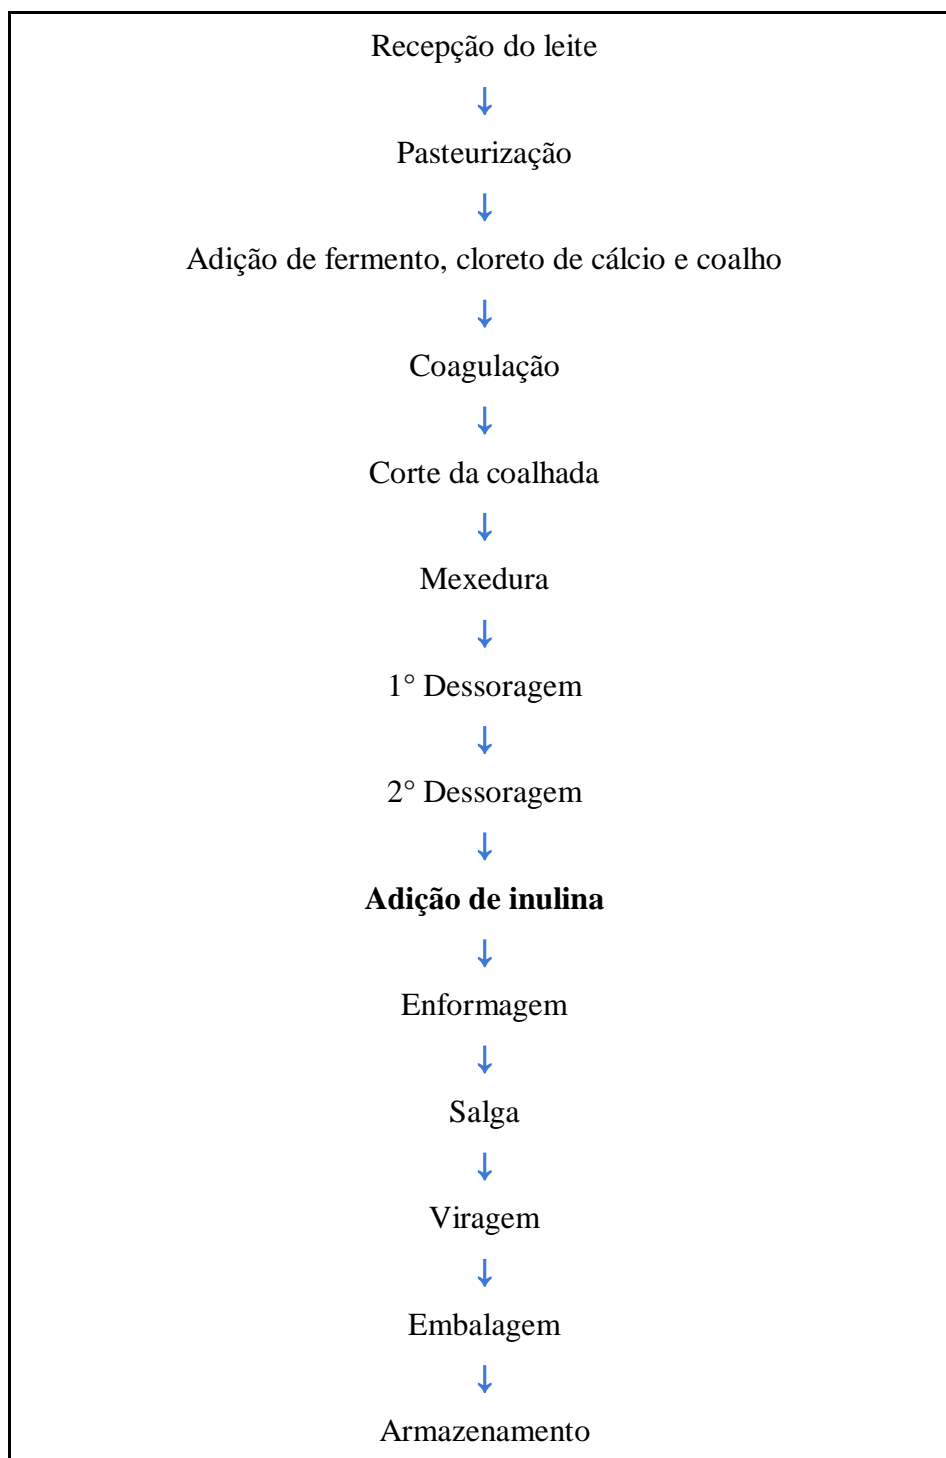 Recepção do leite
↓
Pasteurização
↓
Adição de fermento, cloreto de cálcio e coalho
↓
Coagulação
↓
Corte da coalhada
↓
Mexedura
↓
1° Dessoragem
↓
2° Dessoragem
↓
Adição de inulina
↓
Enformagem
↓
Salga
↓
Viragem
↓
Embalagem
↓
Armazenamento